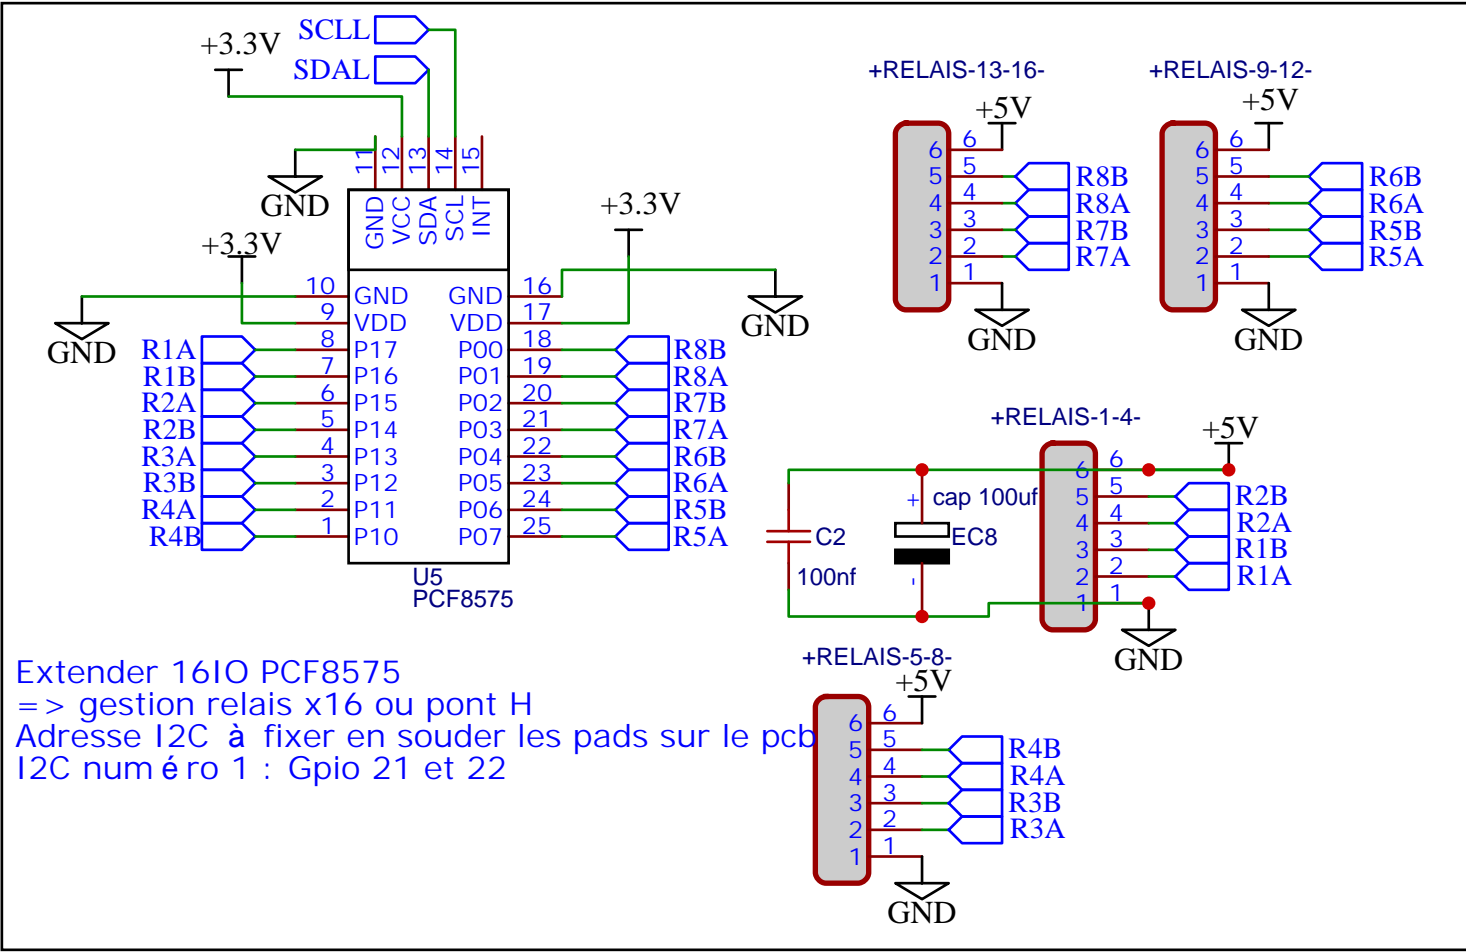 SCLL
+3.3V
SDAL
11 12 13 14 15
GND VCC SDA SCL INT
GND
+3.3V
+3.3V
10 GND GND 16
9 VDD VDD 17
GND
GND
R1A 8 P17 P00 18 R8B
R1B 7 P16 P01 19 R8A
R2A 6 P15 P02 20 R7B
R2B 5 P14 P03 21 R7A
R3A 4 P13 P04 22 R6B
R3B 3 P12 P05 23 R6A
R4A 2 P11 P06 24 R5B
R4B 1 P10 P07 25 R5A
U5
PCF8575
+RELAIS-13-16-
+5V
6 6
5 5 R8B
4 4 R8A
3 3 R7B
2 2 R7A
1 1
GND
+RELAIS-9-12-
+5V
6 6
5 5 R6B
4 4 R6A
3 3 R5B
2 2 R5A
1 1
GND
+RELAIS-1-4-
+5V
6 6
5 5 R2B
4 4 R2A
3 3 R1B
2 2 R1A
1 1
GND
+ cap 100uf
C2 EC8
100nf -
+RELAIS-5-8-
+5V
6 6
5 5 R4B
4 4 R4A
3 3 R3B
2 2 R3A
1 1
GND
Extender 16IO PCF8575
=> gestion relais x16 ou pont H
Adresse I2C à fixer en souder les pads sur le pcb
I2C numéro 1 : Gpio 21 et 22